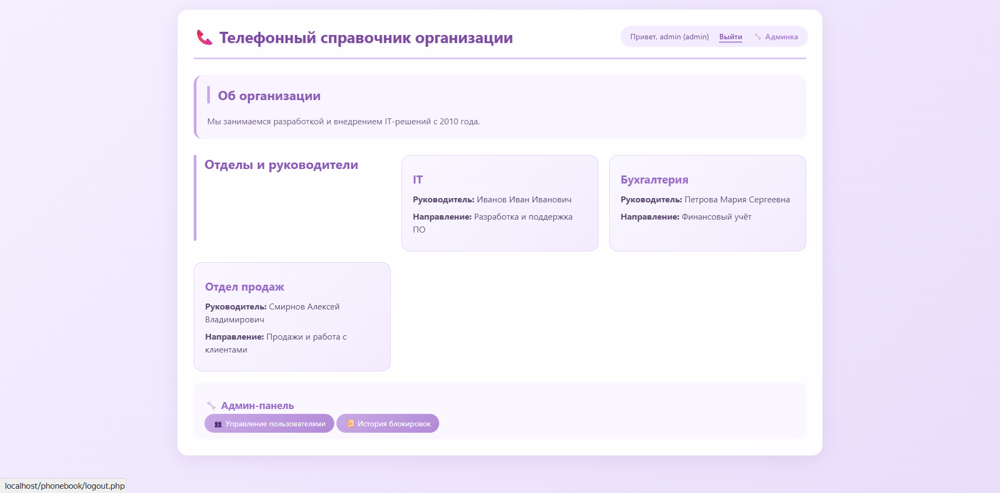 Телефонный справочник организации
Привет, admin (admin) Выйти Админка
Об организации
Мы занимаемся разработкой и внедрением IT-решений с 2010 года.
Отделы и руководители
IT
Руководитель: Иванов Иван Иванович
Направление: Разработка и поддержка
ПО
Бухгалтерия
Руководитель: Петрова Мария Сергеевна
Направление: Финансовый учёт
Отдел продаж
Руководитель: Смирнов Алексей
Владимирович
Направление: Продажи и работа с
клиентами
Админ-панель
Управление пользователями
История блокировок
localhost/phonebook/logout.php